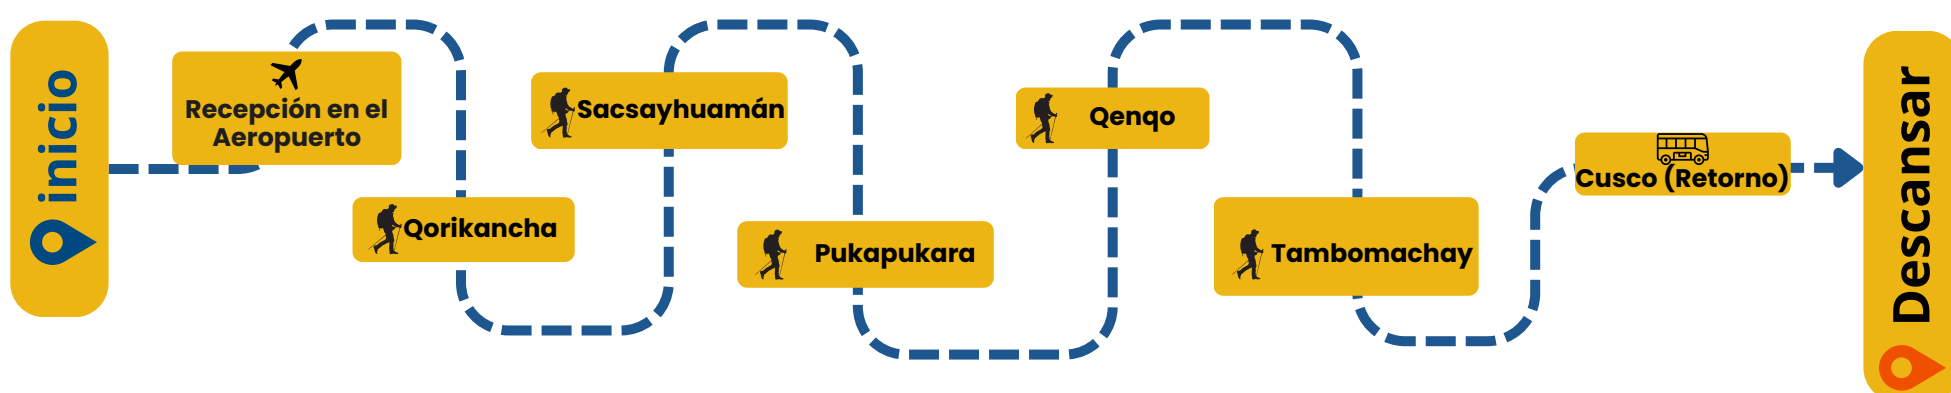 inicio
Recepción en el
Aeropuerto
Qorikancha
Sacsayhuamán
Pukapukara
Qenqo
Tambomachay
Cusco (Retorno)
Descansar